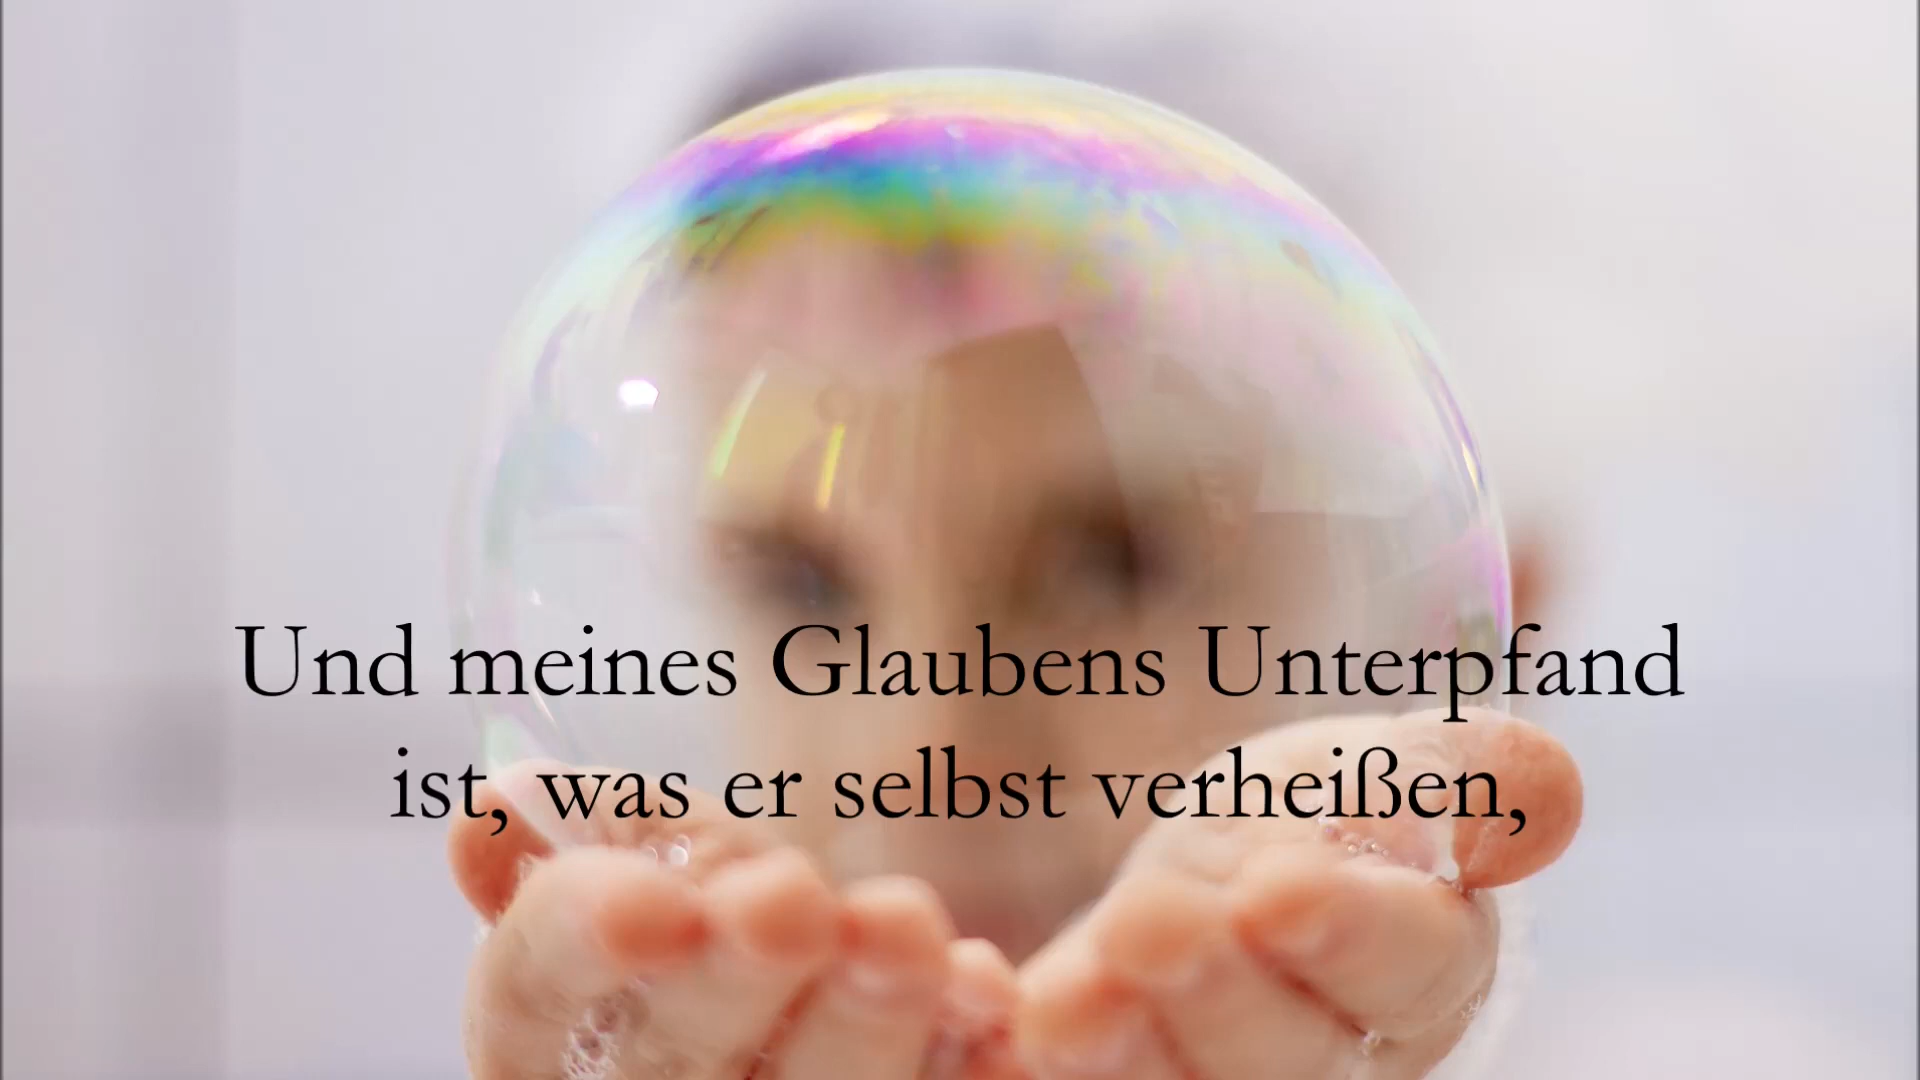 Und meines Glaubens Unterpfand
ist, was er selbst verheißen,